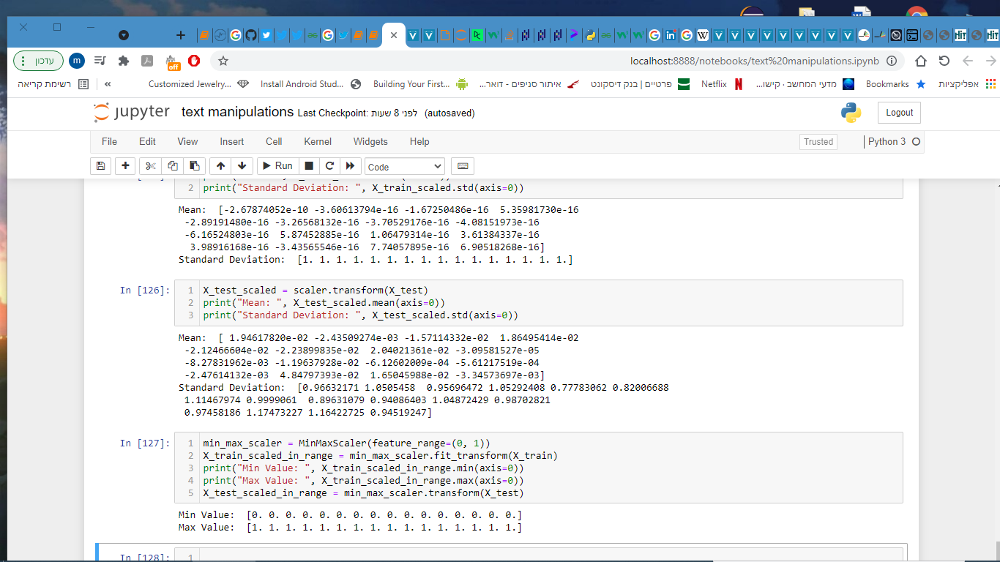 עדכון
m
off
localhost:8888/notebooks/text%20manipulations.ipynb
רשימת קריאה
«
Customized Jewelry...
Install Android Stud...
Building Your First...
איתור סניפים - דואר...
פרטיים | בנק דיסקונט
Netflix
מדעי המחשב · קישו...
Bookmarks
אפליקציות
jupyter text manipulations Last Checkpoint: לפני 8 שעות (autosaved)
Logout
File Edit View Insert Cell Kernel Widgets Help
Trusted
Python 3
Run
Code
2 print("Standard Deviation: ", X_train_scaled.std(axis=0))
Mean:  [-2.67874052e-10 -3.60613794e-16 -1.67250486e-16  5.35981730e-16
 -2.89191480e-16 -3.26568132e-16 -3.70529176e-16 -4.08151973e-16
 -6.16524803e-16  5.87452885e-16  1.06479314e-16  3.61384337e-16
  3.98916168e-16 -3.43565546e-16  7.74057895e-16  6.90518268e-16]
Standard Deviation:  [1. 1. 1. 1. 1. 1. 1. 1. 1. 1. 1. 1. 1. 1. 1. 1.]
In [126]:
1 X_test_scaled = scaler.transform(X_test)
2 print("Mean: ", X_test_scaled.mean(axis=0))
3 print("Standard Deviation: ", X_test_scaled.std(axis=0))
Mean:  [ 1.94617820e-02 -2.43509274e-03 -1.57114332e-02  1.86495414e-02
 -2.12466604e-02 -2.23899835e-02  2.04021361e-02 -3.09581527e-05
 -8.27831962e-03 -1.19637928e-02 -6.12602009e-04 -5.61217519e-04
 -2.47614132e-03  4.84797393e-02  1.65045988e-02 -3.34573697e-03]
Standard Deviation:  [0.96632171 1.0505458  0.95696472 1.05292408 0.77783062 0.82006688
 1.11467974 0.9999061  0.89631079 0.94086403 1.04872429 0.98702821
 0.97458186 1.17473227 1.16422725 0.94519247]
In [127]:
1 min_max_scaler = MinMaxScaler(feature_range=(0, 1))
2 X_train_scaled_in_range = min_max_scaler.fit_transform(X_train)
3 print("Min Value: ", X_train_scaled_in_range.min(axis=0))
4 print("Max Value: ", X_train_scaled_in_range.max(axis=0))
5 X_test_scaled_in_range = min_max_scaler.transform(X_test)
Min Value:  [0. 0. 0. 0. 0. 0. 0. 0. 0. 0. 0. 0. 0. 0. 0. 0.]
Max Value:  [1. 1. 1. 1. 1. 1. 1. 1. 1. 1. 1. 1. 1. 1. 1. 1.]
In [128]:
1